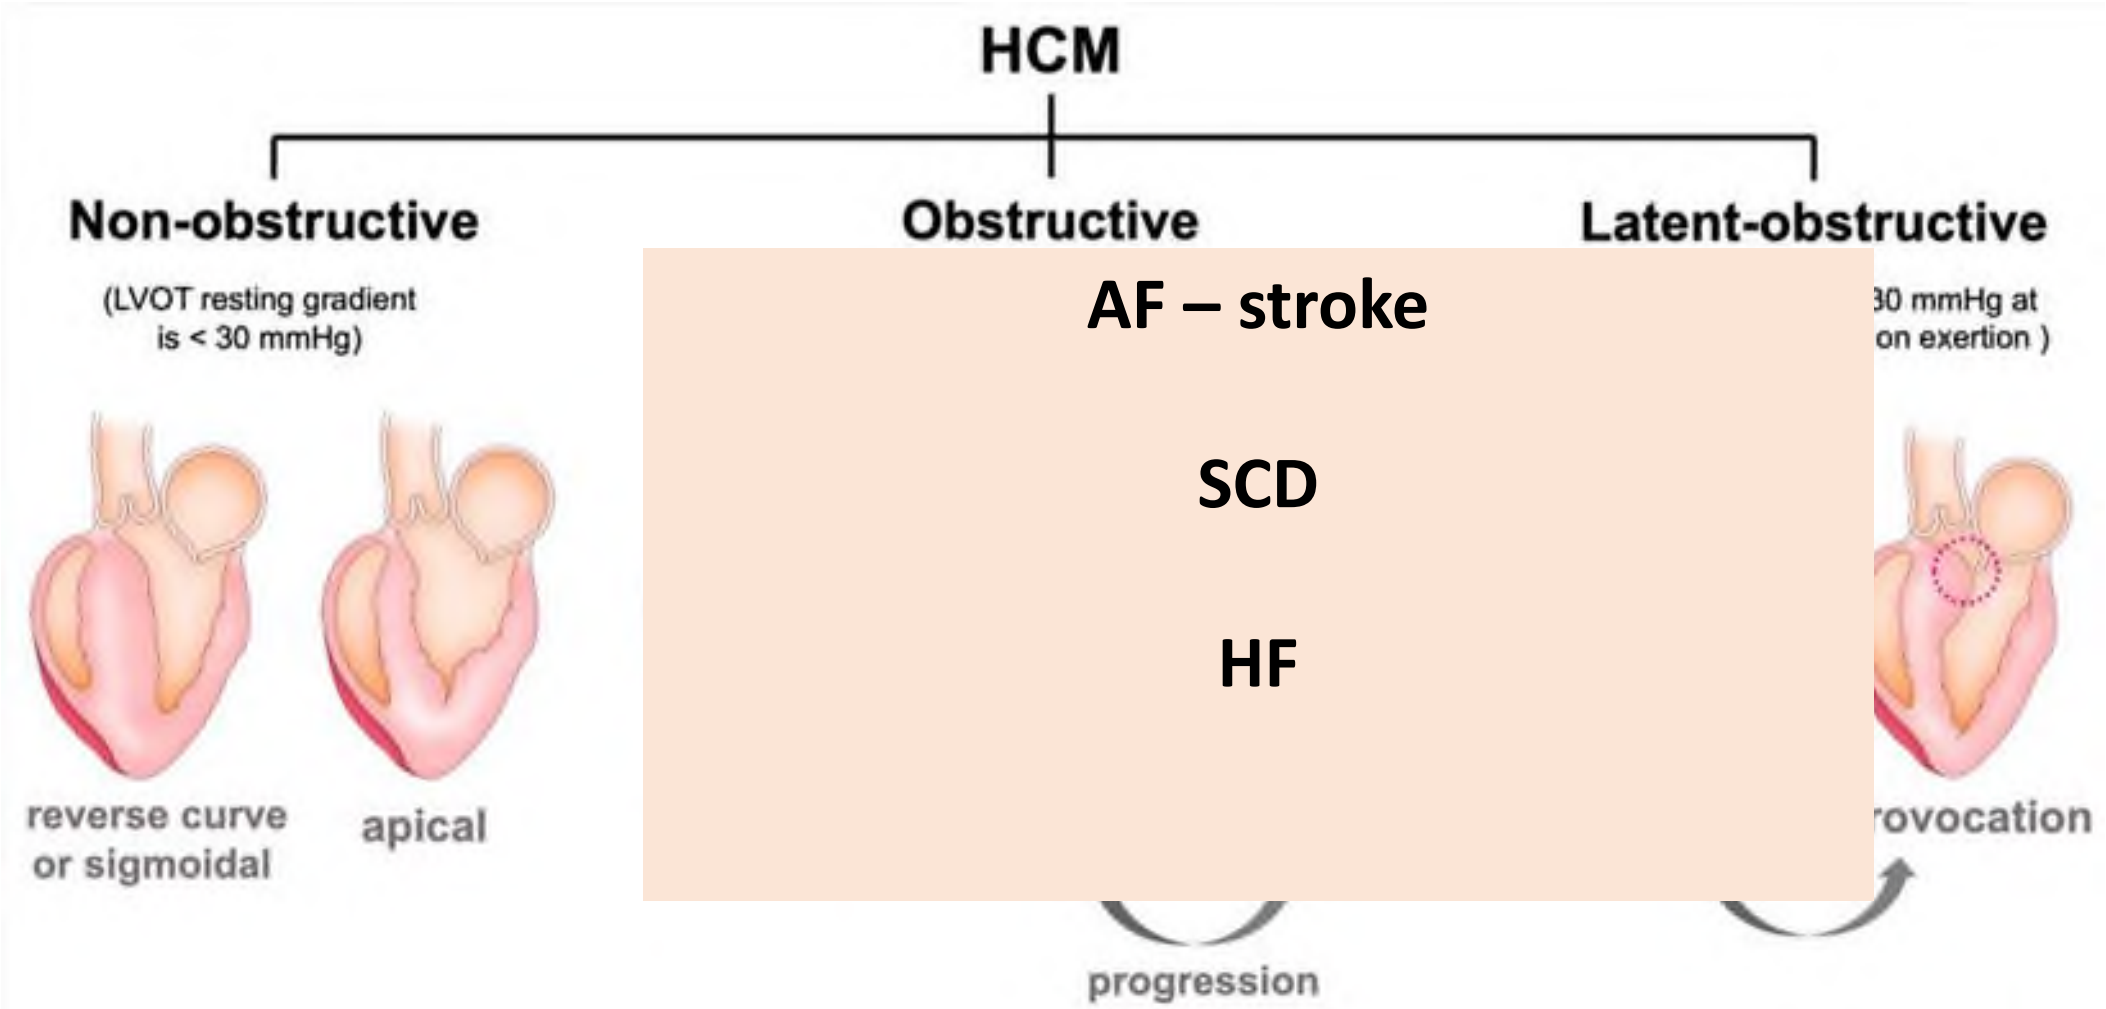 HCM
Non-obstructive
Obstructive
Latent-obstructive
(LVOT resting gradient
is < 30 mmHg)
AF – stroke
SCD
HF
30 mmHg at
on exertion )
reverse curve
or sigmoidal
apical
progression